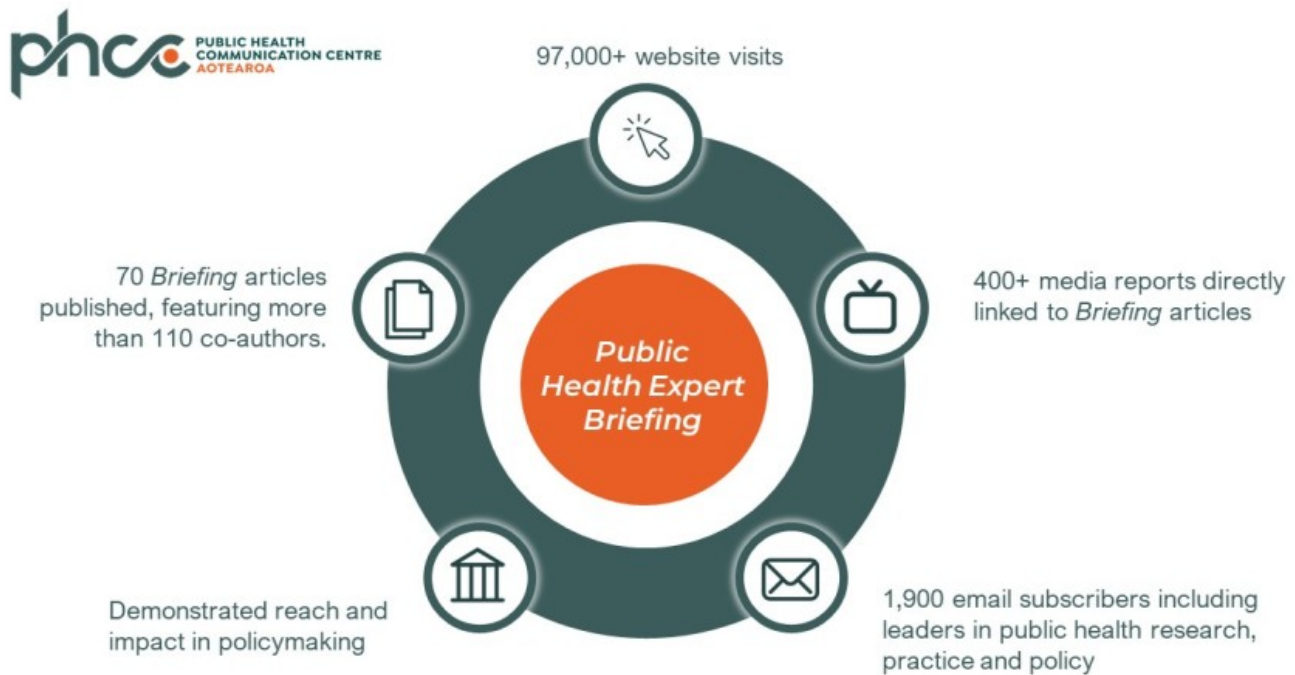 phcc PUBLIC HEALTH
COMMUNICATION CENTRE
AOTEAROA
97,000+ website visits
70 Briefing articles
published, featuring more
than 110 co-authors.
400+ media reports directly
linked to Briefing articles
Public
Health Expert
Briefing
Demonstrated reach and
impact in policymaking
1,900 email subscribers including
leaders in public health research,
practice and policy